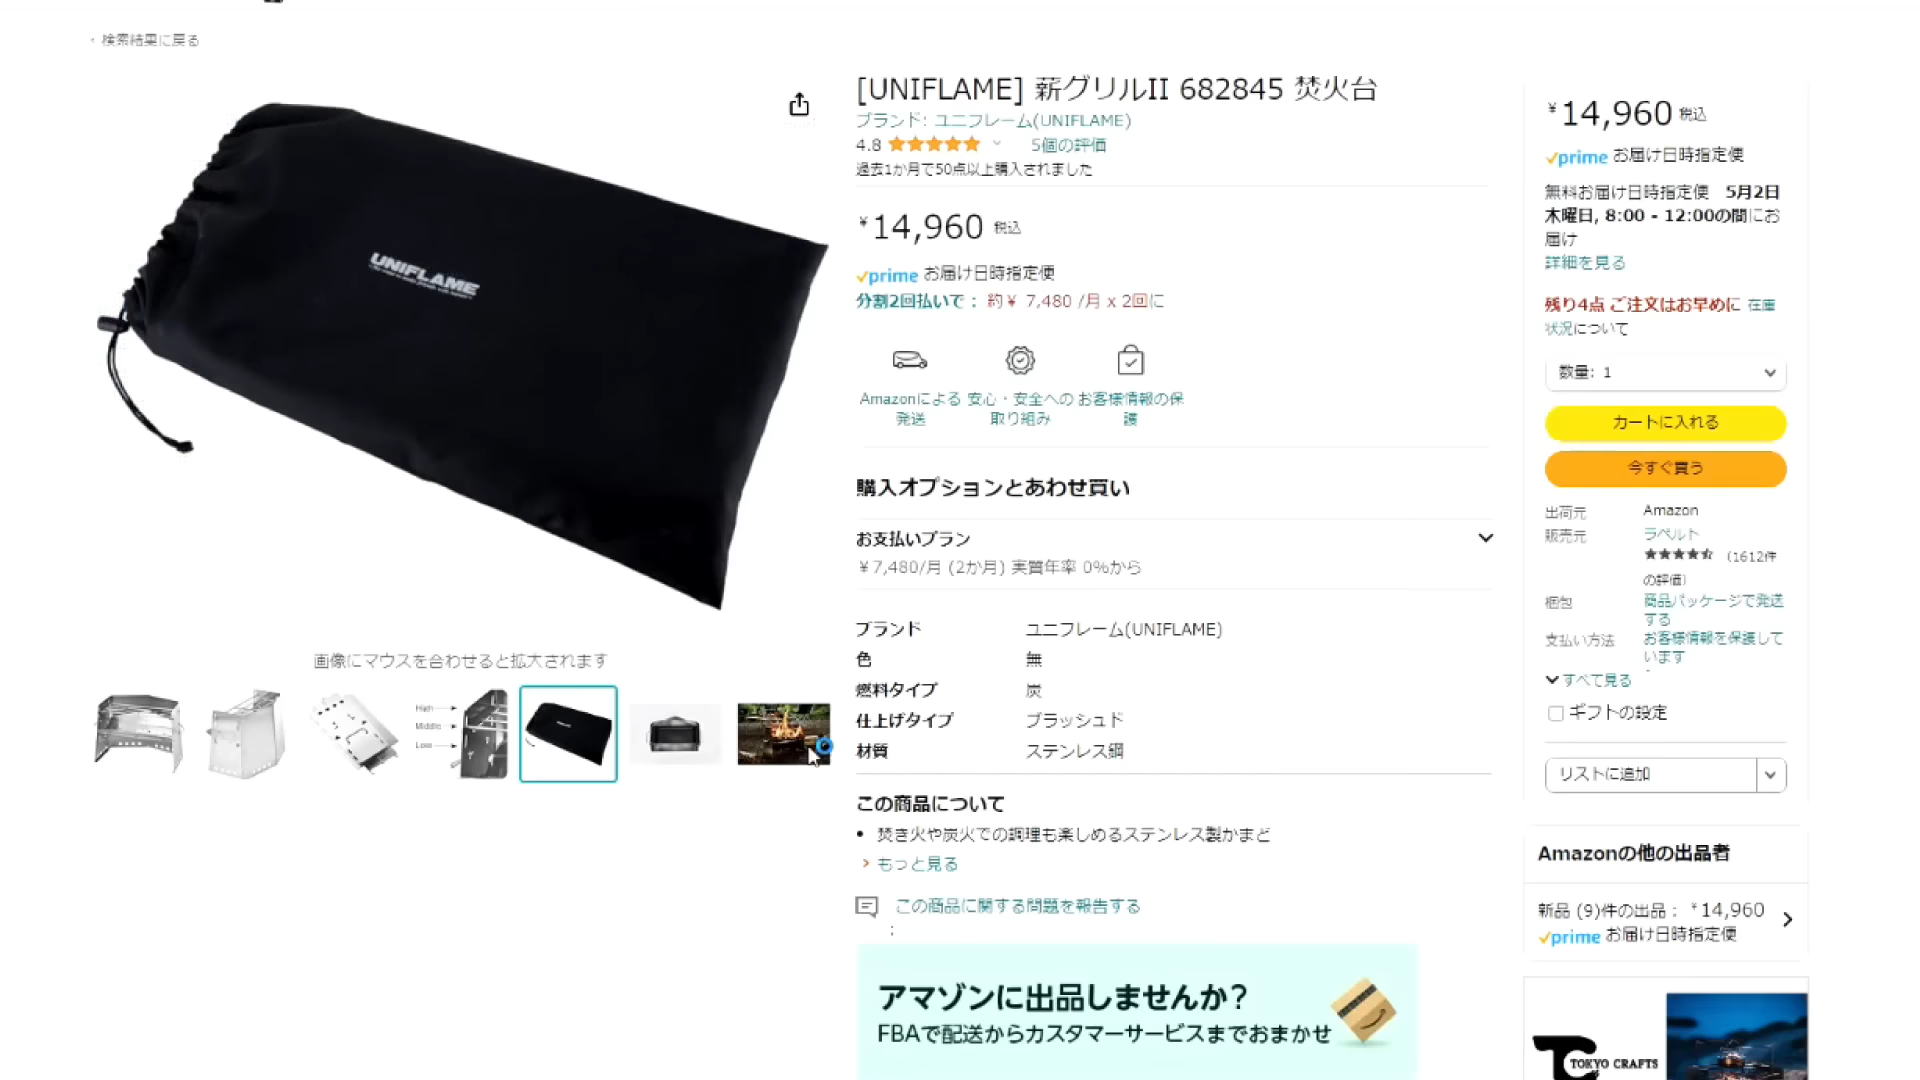 ‹ 検索結果に戻る
UNIFLAME
画像にマウスを合わせると拡大されます
High
Middle
Low
[UNIFLAME] 薪グリルII 682845 焚火台
ブランド: ユニフレーム(UNIFLAME)
4.8 5個の評価
過去1か月で50点以上購入されました
¥14,960 税込
prime お届け日時指定便
分割2回払いで： 約￥ 7,480 /月 x 2回に
Amazonによる発送
安心・安全への取り組み
お客様情報の保護
購入オプションとあわせ買い
お支払いプラン
￥7,480/月 (2か月) 実質年率 0%から
ブランド ユニフレーム(UNIFLAME)
色 無
燃料タイプ 炭
仕上げタイプ ブラッシュド
材質 ステンレス鋼
この商品について
• 焚き火や炭火での調理も楽しめるステンレス製かまど
› もっと見る
この商品に関する問題を報告する
:
アマゾンに出品しませんか？
FBAで配送からカスタマーサービスまでおまかせ
¥14,960 税込
prime お届け日時指定便
無料お届け日時指定便 5月2日
木曜日, 8:00 - 12:00の間にお
届け
詳細を見る
残り4点 ご注文はお早めに 在庫
状況について
数量: 1
カートに入れる
今すぐ買う
出荷元 Amazon
販売元 ラペルト
(1612件
の評価)
梱包 商品パッケージで発送
する
支払い方法 お客様情報を保護して
います
すべて見る
ギフトの設定
リストに追加
Amazonの他の出品者
新品 (9)件の出品： ¥14,960
prime お届け日時指定便
TOKYO CRAFTS